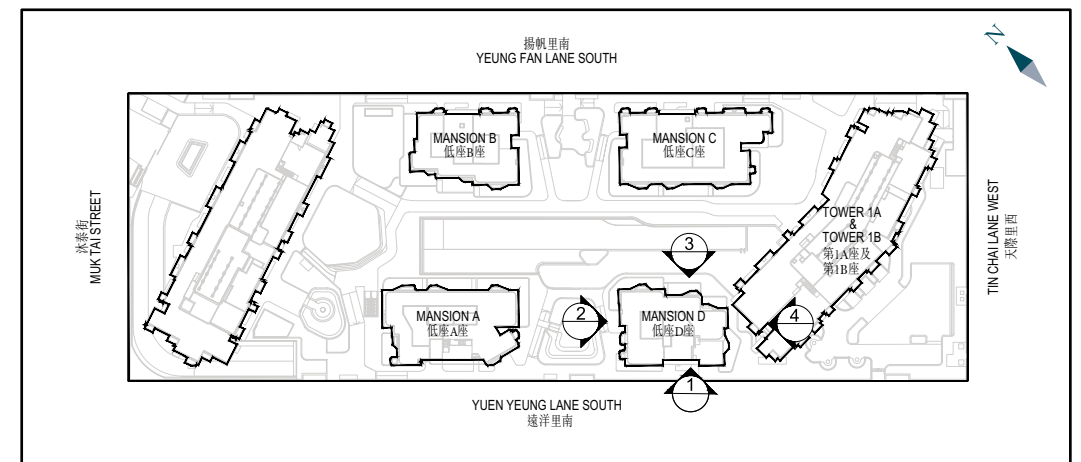 揚帆里南
YEUNG FAN LANE SOUTH
N
MANSION B
低座B座
MANSION C
低座C座
沐泰街
MUK TAI STREET
TOWER 1A
&
TOWER 1B
第1A座及
第1B座
TIN CHAI LANE WEST
天際里西
3
MANSION A
低座A座
2
MANSION D
低座D座
4
1
YUEN YEUNG LANE SOUTH
遠洋里南